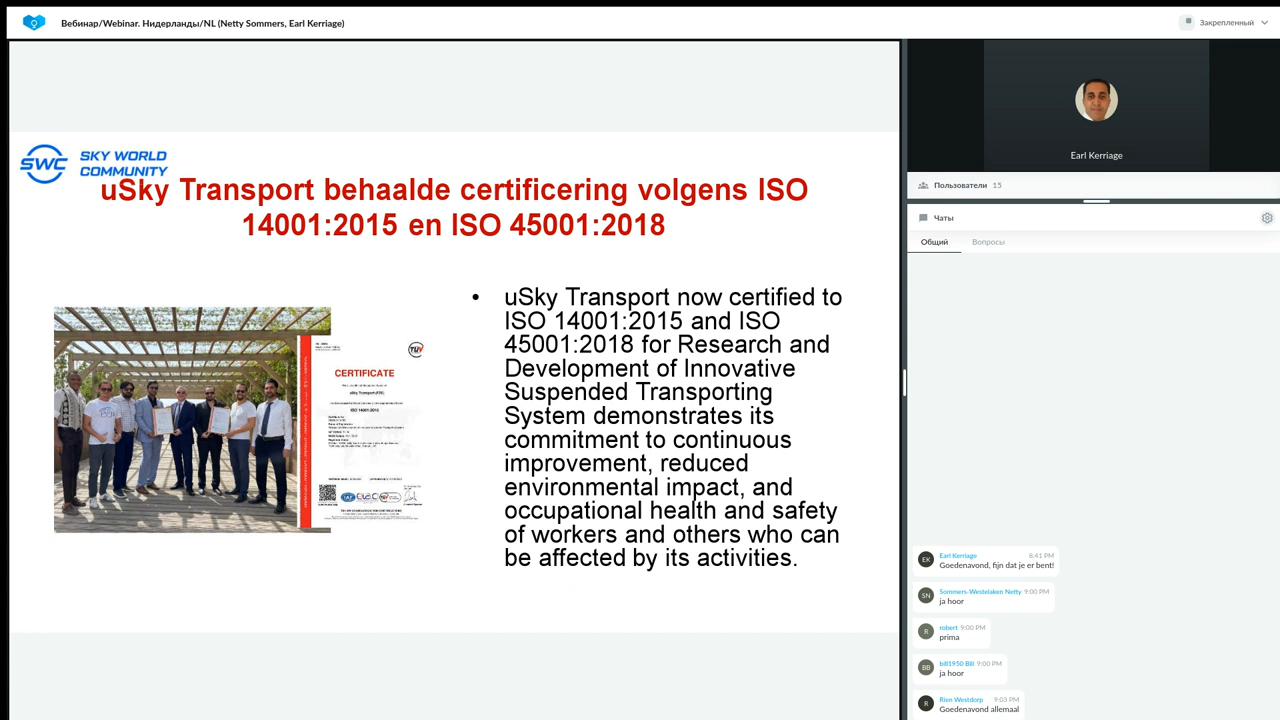 Вебинар/Webinar. Нидерланды/NL (Netty Sommers, Earl Kerriage)
Закрепленный
SWC
SKY WORLD
COMMUNITY
uSky Transport behaalde certificering volgens ISO
14001:2015 en ISO 45001:2018
CERTIFICATE
ISO 14001:2015
• uSky Transport now certified to
ISO 14001:2015 and ISO
45001:2018 for Research and
Development of Innovative
Suspended Transporting
System demonstrates its
commitment to continuous
improvement, reduced
environmental impact, and
occupational health and safety
of workers and others who can
be affected by its activities.
Earl Kerriage
Пользователи 15
Чаты
Общий Вопросы
EK Earl Kerriage 8:41 PM
Goedenavond, fijn dat je er bent!
SN Sommers-Westelaken Netty 9:00 PM
ja hoor
R robert 9:00 PM
prima
BB bill1950 Bill 9:00 PM
ja hoor
R Rien Westdorp 9:03 PM
Goedenavond allemaal